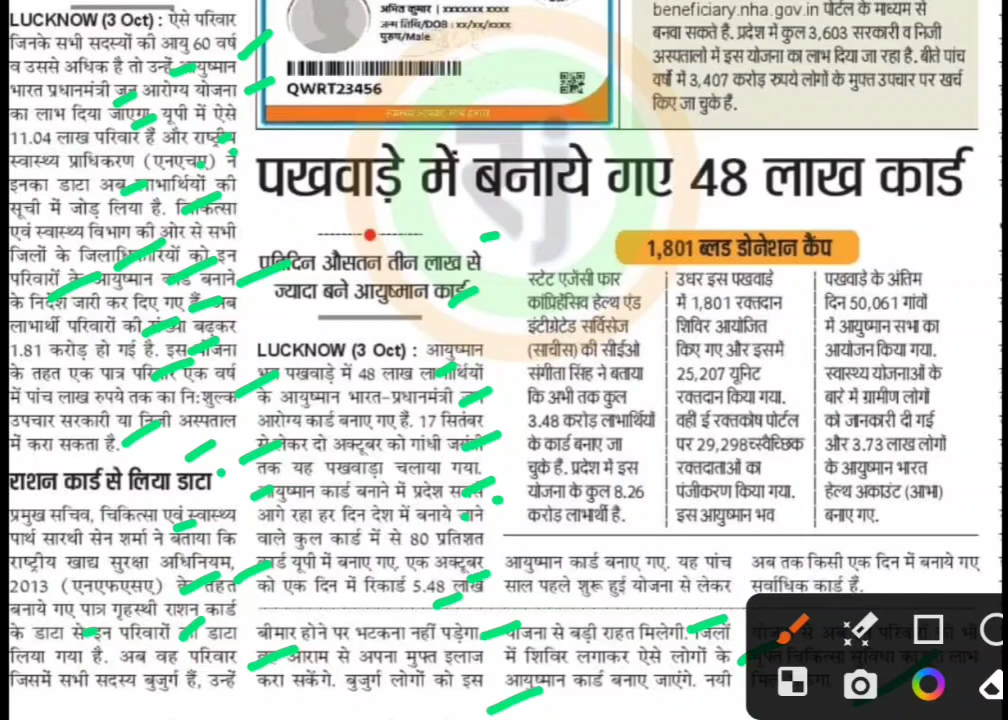 LUCKNOW (3 Oct) : ऐसे परिवार
जिनके सभी सदस्यों की आयु 60 वर्ष
व उससे अधिक है तो उन्हें आयुष्मान
भारत प्रधानमंत्री जन आरोग्य योजना
का लाभ दिया जाएगा. यूपी में ऐसे
11.04 लाख परिवार हैं और राष्ट्रीय
स्वास्थ्य प्राधिकरण (एनएचए) ने
इनका डाटा अब लाभार्थियों की
सूची में जोड़ लिया है. चिकित्सा
एवं स्वास्थ्य विभाग की ओर से सभी
जिलों के जिलाधिकारियों को इन
परिवारों के आयुष्मान कार्ड बनाने
के निर्देश जारी कर दिए गए हैं. अब
लाभार्थी परिवारों की संख्या बढ़कर
1.81 करोड़ हो गई है. इस योजना
के तहत एक पात्र परिवार एक वर्ष
में पांच लाख रुपये तक का नि:शुल्क
उपचार सरकारी या निजी अस्पताल
में करा सकता है.
राशन कार्ड से लिया डाटा
प्रमुख सचिव, चिकित्सा एवं स्वास्थ्य
पार्थ सारथी सेन शर्मा ने बताया कि
राष्ट्रीय खाद्य सुरक्षा अधिनियम,
2013 (एनएफएसए) के तहत
बनाये गए पात्र गृहस्थी राशन कार्ड
के डाटा से इन परिवारों का डाटा
लिया गया है. अब वह परिवार
जिसमें सभी सदस्य बुजुर्ग हैं, उन्हें
अमित कुमार | xxxxxxx xxxx
जन्म तिथि/DOB : xx/xx/xxxx
पुरुष/Male
QWRT23456
beneficiary.nha.gov.in पोर्टल के माध्यम से
बनवा सकते हैं. प्रदेश में कुल 3,603 सरकारी व निजी
अस्पतालों में इस योजना का लाभ दिया जा रहा है. बीते पांच
वर्षों में 3,407 करोड़ रुपये लोगों के मुफ्त उपचार पर खर्च
किए जा चुके हैं.
पखवाड़े में बनाये गए 48 लाख कार्ड
प्रतिदिन औसतन तीन लाख से
ज्यादा बने आयुष्मान कार्ड
LUCKNOW (3 Oct) : आयुष्मान
भव पखवाड़े में 48 लाख लाभार्थियों
के आयुष्मान भारत-प्रधानमंत्री जन
आरोग्य कार्ड बनाए गए हैं. 17 सितंबर
से लेकर दो अक्टूबर को गांधी जयंती
तक यह पखवाड़ा चलाया गया.
आयुष्मान कार्ड बनाने में प्रदेश सबसे
आगे रहा हर दिन देश में बनाये जाने
वाले कुल कार्ड में से 80 प्रतिशत
कार्ड यूपी में बनाए गए. एक अक्टूबर
को एक दिन में रिकार्ड 5.48 लाख
1,801 ब्लड डोनेशन कैंप
स्टेट एजेंसी फार
कांप्रिहेंसिव हेल्थ एंड
इंटीग्रेटेड सर्विसेज
(साचीस) की सीईओ
संगीता सिंह ने बताया
कि अभी तक कुल
3.48 करोड़ लाभार्थियों
के कार्ड बनाए जा
चुके हैं. प्रदेश में इस
योजना के कुल 8.26
करोड़ लाभार्थी है.
उधर इस पखवाड़े
में 1,801 रक्तदान
शिविर आयोजित
किए गए और इसमें
25,207 यूनिट
रक्तदान किया गया.
वही ई रक्तकोष पोर्टल
पर 29,298च्स्वैच्छिक
रक्तदाताओं का
पंजीकरण किया गया.
इस आयुष्मान भव
पखवाड़े के अंतिम
दिन 50,061 गांवों
में आयुष्मान सभा का
आयोजन किया गया.
स्वास्थ्य योजनाओं के
बारे में ग्रामीण लोगों
को जानकारी दी गई
और 3.73 लाख लोगों
के आयुष्मान भारत
हेल्थ अकाउंट (आभा)
बनाए गए.
आयुष्मान कार्ड बनाए गए. यह पांच
साल पहले शुरू हुई योजना से लेकर
अब तक किसी एक दिन में बनाये गए
सर्वाधिक कार्ड है.
बीमार होने पर भटकना नहीं पड़ेगा.
वह आराम से अपना मुफ्त इलाज
करा सकेंगे. बुजुर्ग लोगों को इस
योजना से बड़ी राहत मिलेगी. जिलों
में शिविर लगाकर ऐसे लोगों के
आयुष्मान कार्ड बनाए जाएंगे. नयी